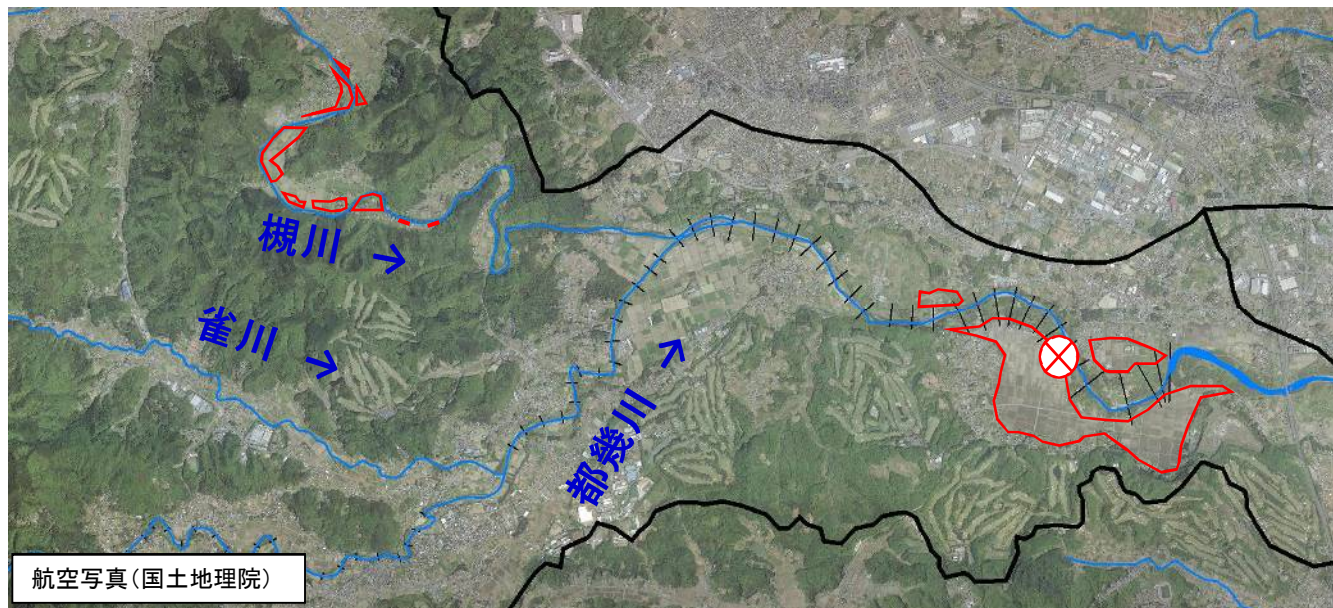 槻川 →
雀川 →
都幾川 →
航空写真(国土地理院)